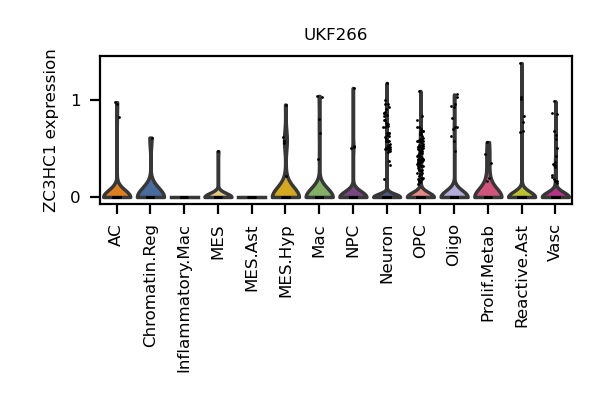 UKF266
ZC3HC1 expression
1
0
AC
Chromatin.Reg
Inflammatory.Mac
MES
MES.Ast
MES.Hyp
Mac
NPC
Neuron
OPC
Oligo
Prolif.Metab
Reactive.Ast
Vasc